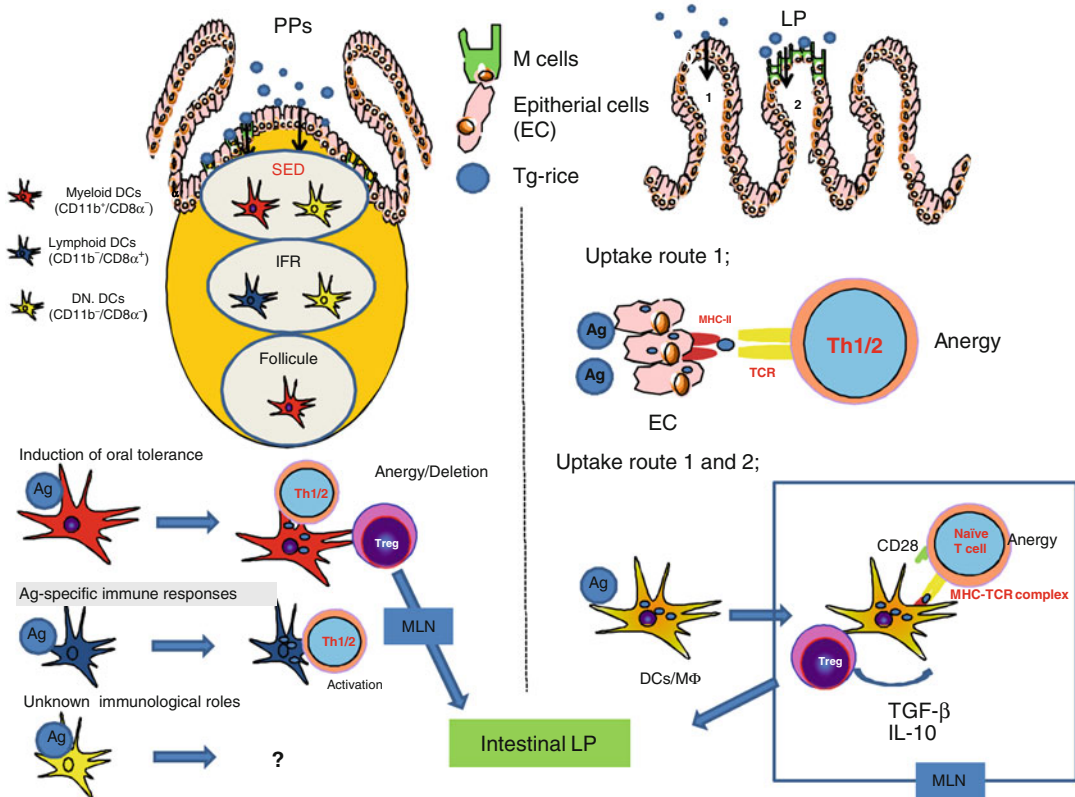 PPs
M cells
Epitherial cells
(EC)
Tg-rice
LP
1
2
SED
IFR
Follicule
Myeloid DCs
(CD11b⁺/CD8α⁻)
Lymphoid DCs
(CD11b⁻/CD8α⁺)
DN. DCs
(CD11b⁻/CD8α⁻)
Uptake route 1;
Ag
Ag
MHC-II
TCR
Th1/2
Anergy
EC
Induction of oral tolerance
Ag
Th1/2
Anergy/Deletion
Treg
Ag-specific immune responses
Ag
Th1/2
Activation
MLN
Unknown immunological roles
Ag
?
Intestinal LP
Uptake route 1 and 2;
Ag
DCs/MΦ
CD28
Naïve
T cell
Anergy
MHC-TCR complex
Treg
TGF-β
IL-10
MLN